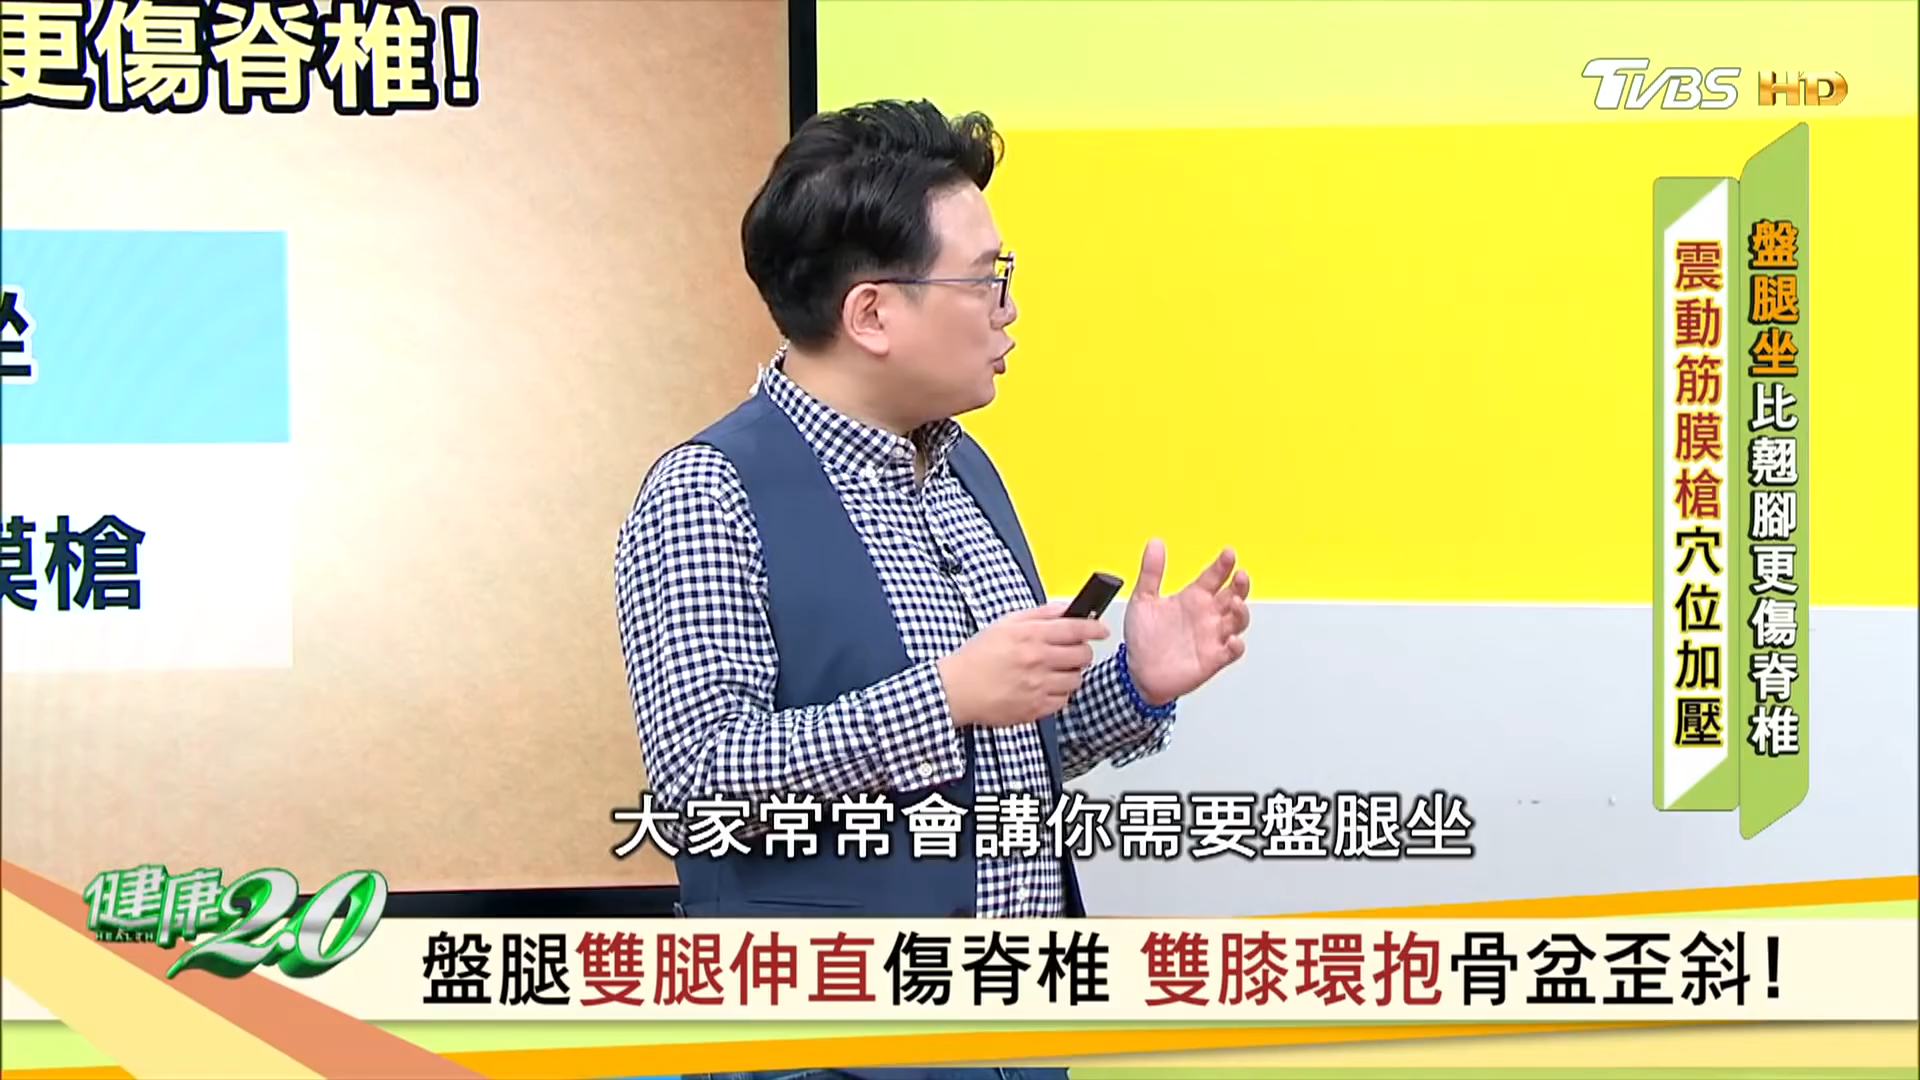 更傷脊椎!
TVBS HD
坐
膜槍
盤腿坐比翹腳更傷脊椎
震動筋膜槍穴位加壓
大家常常會講你需要盤腿坐
健康2.0
HEALTH
盤腿雙腿伸直傷脊椎 雙膝環抱骨盆歪斜!